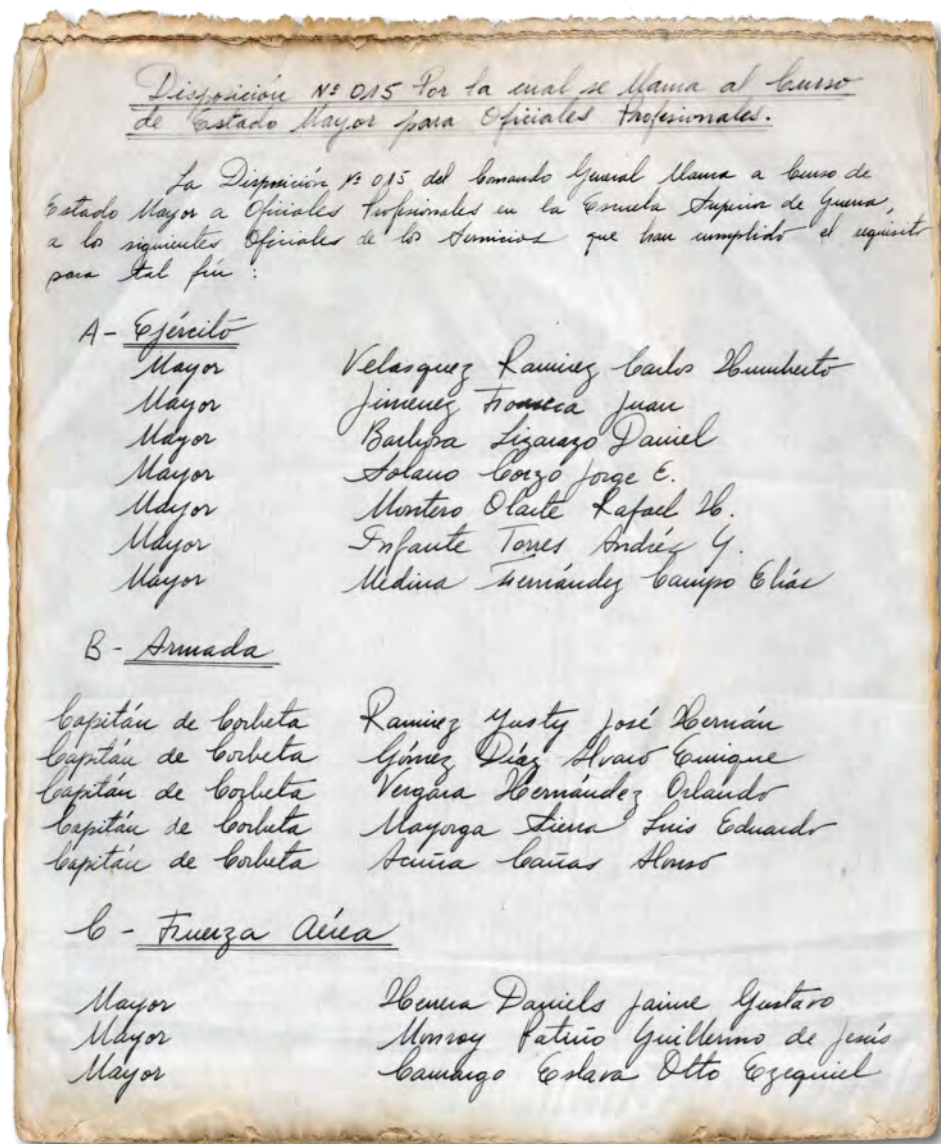 Disposición Nº 015 Por la cual se llama al Curso
de Estado Mayor para Oficiales Profesionales.
La Disposición Nº 015 del Comando General llama a Curso de
Estado Mayor a Oficiales Profesionales en la Escuela Superior de Guerra,
a los siguientes Oficiales de los Servicios que han cumplido el requisito
para tal fín :
A- Ejército
Mayor Velasquez Ramirez Carlos Humberto
Mayor Jimenez Fonseca Juan
Mayor Barbosa Lizarazo Daniel
Mayor Solano Corzo Jorge E.
Mayor Montero Olarte Rafael H.
Mayor Infante Torres Andrés G.
Mayor Medina Fernández Campo Elías
B- Armada
Capitán de Corbeta Ramirez Yusty José Hernán
Capitán de Corbeta Gómez Díaz Alvaro Enrique
Capitán de Corbeta Vergara Hernández Orlando
Capitán de Corbeta Mayorga Sierra Luis Eduardo
Capitán de Corbeta Acuña Cañas Alonso
C- Fuerza Aérea
Mayor Herrera Daniels Jaime Gustavo
Mayor Monroy Patiño Guillermo de Jesús
Mayor Camargo Eslava Otto Ezequiel